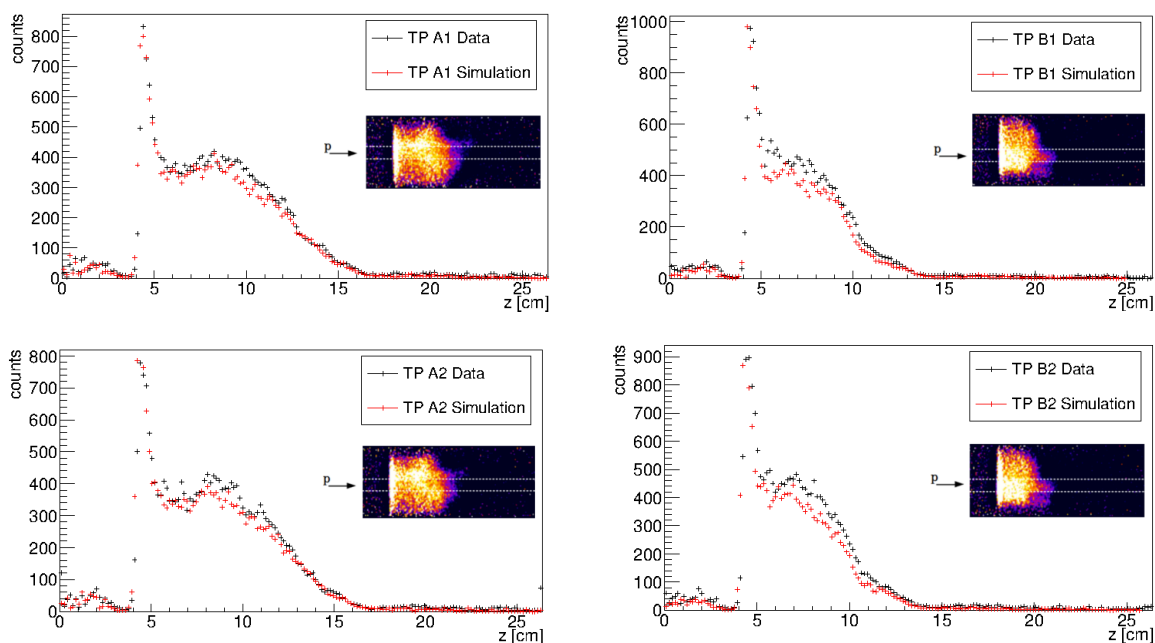 counts
800
700
600
500
400
300
200
100
0
TP A1 Data
TP A1 Simulation
p
0 5 10 15 20 25
z [cm]
counts
1000
800
600
400
200
0
TP B1 Data
TP B1 Simulation
p
0 5 10 15 20 25
z [cm]
counts
800
700
600
500
400
300
200
100
0
TP A2 Data
TP A2 Simulation
p
0 5 10 15 20 25
z [cm]
counts
900
800
700
600
500
400
300
200
100
0
TP B2 Data
TP B2 Simulation
p
0 5 10 15 20 25
z [cm]